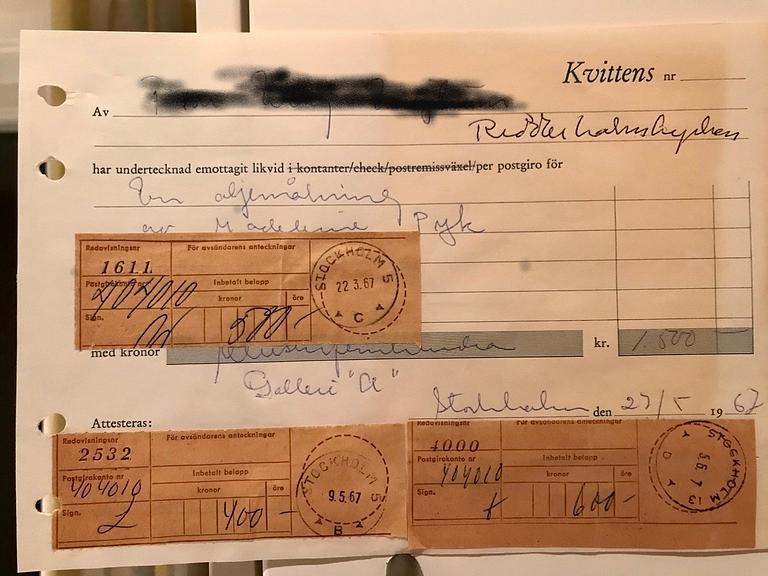 Kvittens nr
Av
Riddderholmskyrkan
har undertecknad emottagit likvid i kontanter/check/postremissväxel/per postgiro för
En oljemålning
av Madeleine Pyk
Redovisningsnr För avsändarens anteckningar
1611
Postgirokonto nr Inbetalt belopp
404010 kronor öre
Sign. 500 -
STOCKHOLM 5
22.3.67
C
med kronor kr. 1.500 -
Galleri "A"
Stockholm den 27/5 1967
Attesteras:
Redovisningsnr För avsändarens anteckningar
2532
Postgirokonto nr Inbetalt belopp
404010 kronor öre
Sign. 400 -
STOCKHOLM 5
9.5.67
B
Redovisningsnr För avsändarens anteckningar
4000
Postgirokonto nr Inbetalt belopp
404010 kronor öre
Sign. 600 -
STOCKHOLM 13
D